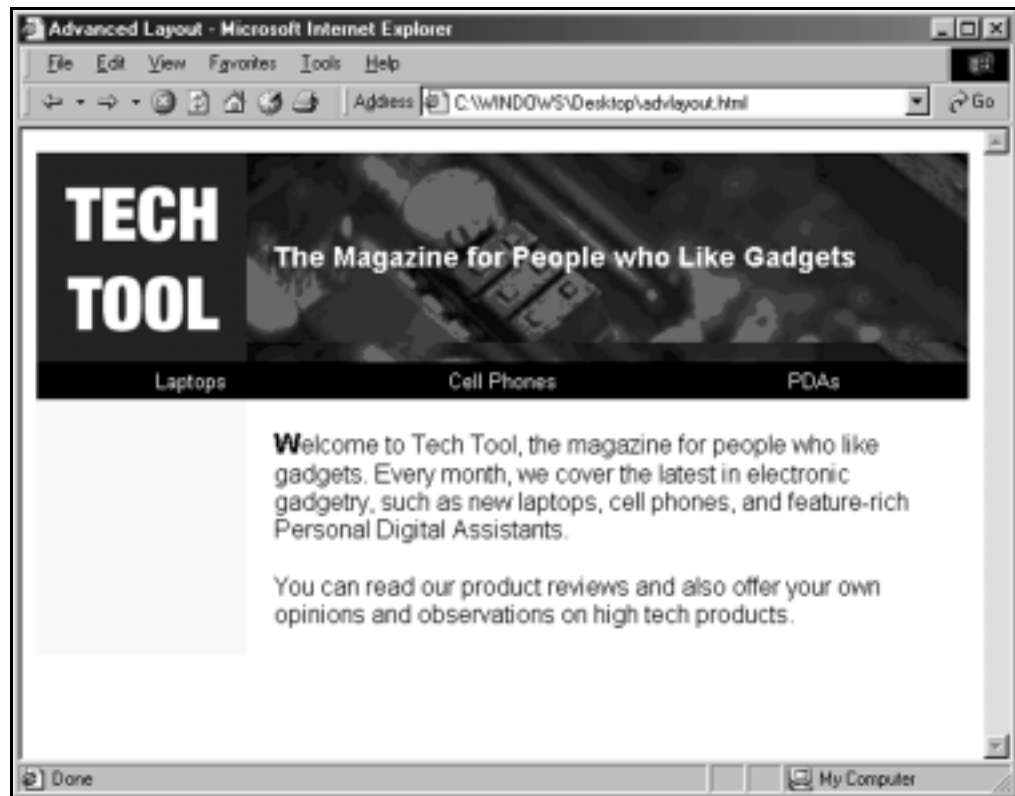 Advanced Layout - Microsoft Internet Explorer
File Edit View Favorites Tools Help
Address C:\WINDOWS\Desktop\advlayout.html Go
TECH
TOOL
The Magazine for People who Like Gadgets
Laptops Cell Phones PDAs
Welcome to Tech Tool, the magazine for people who like
gadgets. Every month, we cover the latest in electronic
gadgetry, such as new laptops, cell phones, and feature-rich
Personal Digital Assistants.
You can read our product reviews and also offer your own
opinions and observations on high tech products.
Done My Computer